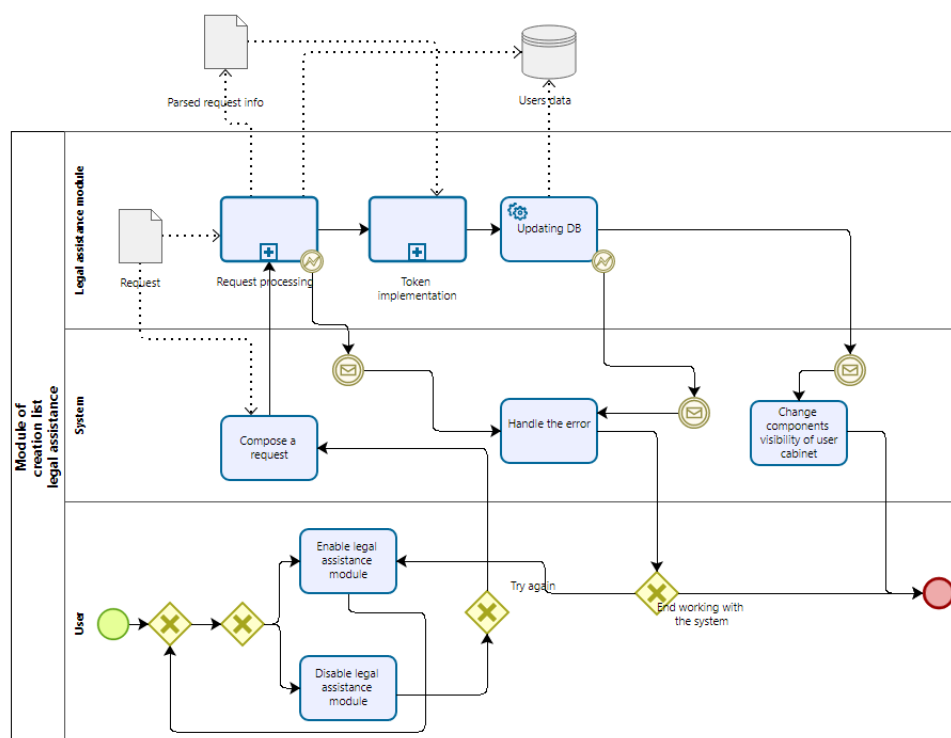 Parsed request info
Users data
Module of
creation list
legal assistance
Legal assistance module
Updating DB
Request
Request processing
Token
implementation
System
Compose a
request
Handle the error
Change
components
visibility of user
cabinet
User
Enable legal
assistance
module
Try again
End working with
the system
Disable legal
assistance
module